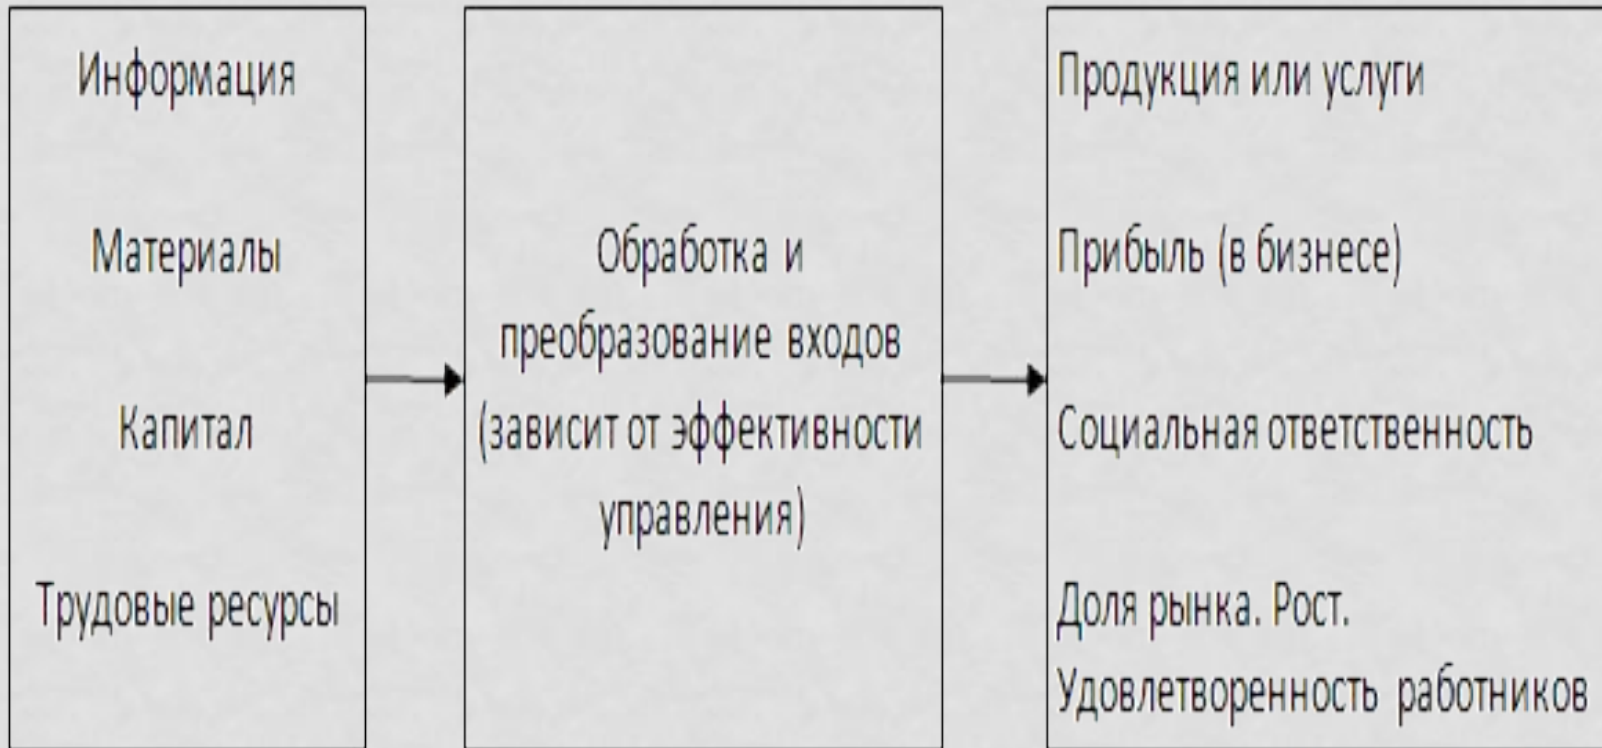 Информация
Материалы
Капитал
Трудовые ресурсы
Обработка и
преобразование входов
(зависит от эффективности
управления)
Продукция или услуги
Прибыль (в бизнесе)
Социальная ответственность
Доля рынка. Рост.
Удовлетворенность работников